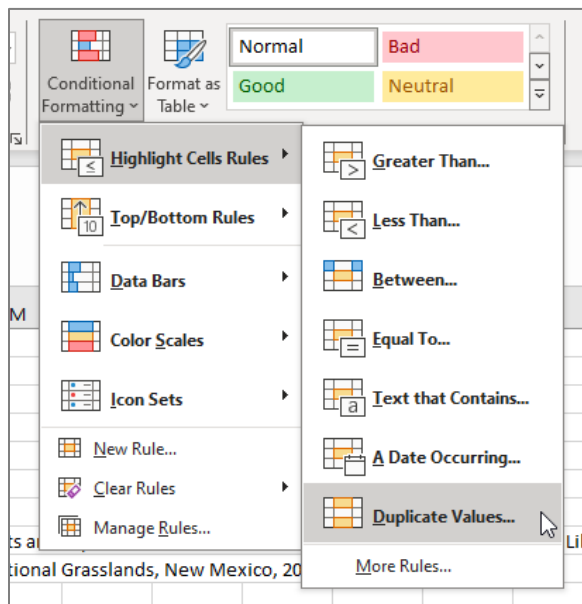 Conditional
Formatting
Format as
Table
Normal
Bad
Good
Neutral
Highlight Cells Rules
Top/Bottom Rules
10
Data Bars
Color Scales
Icon Sets
New Rule...
Clear Rules
Manage Rules...
Greater Than...
Less Than...
Between...
Equal To...
a
Text that Contains...
A Date Occurring...
Duplicate Values...
More Rules...
M
ts a
Li
tional Grasslands, New Mexico, 20